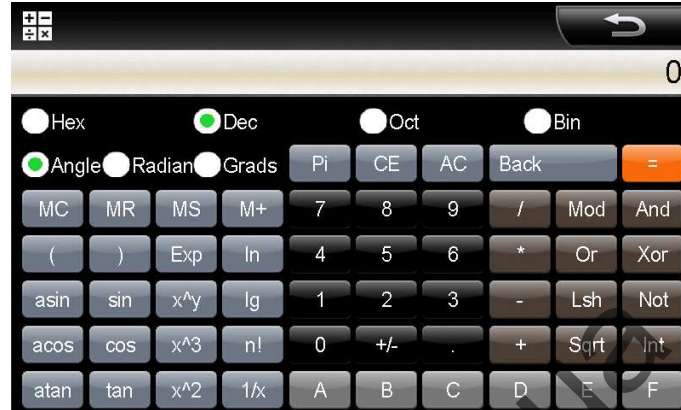 0
Hex Dec Oct Bin
Angle Radian Grads Pi CE AC Back =
MC MR MS M+ 7 8 9 / Mod And
( ) Exp In 4 5 6 * Or Xor
asin sin x^y lg 1 2 3 - Lsh Not
acos cos x^3 n! 0 +/- . + Sqrt Int
atan tan x^2 1/x A B C D E F